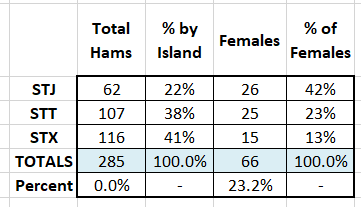 Total Hams % by Island Females % of Females
STJ 62 22% 26 42%
STT 107 38% 25 23%
STX 116 41% 15 13%
TOTALS 285 100.0% 66 100.0%
Percent 0.0% - 23.2% -